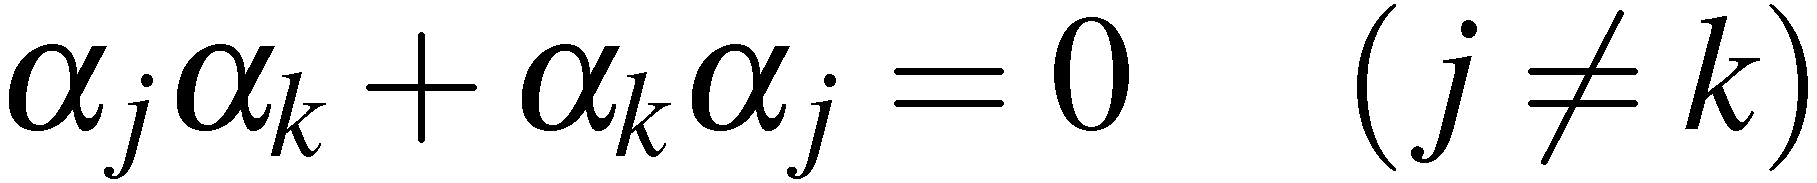 αⱼαₖ + αₖαⱼ = 0 (j ≠ k)